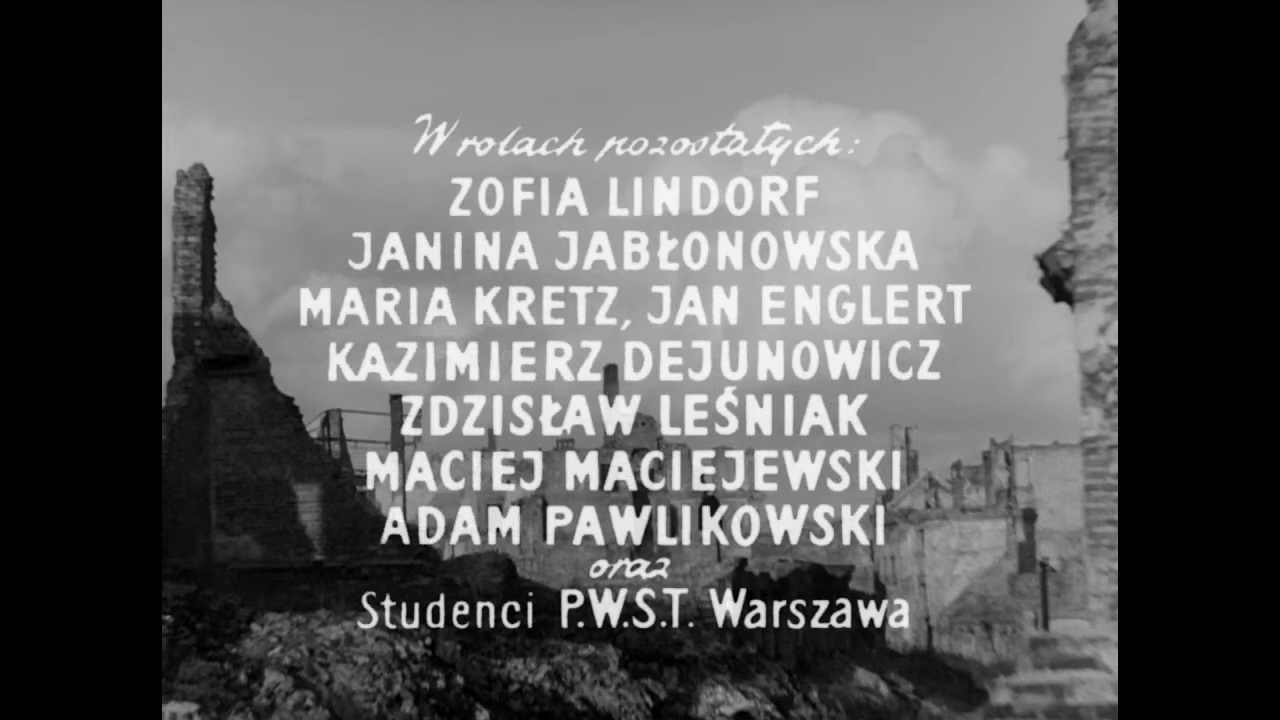 W rolach pozostałych:
ZOFIA LINDORF
JANINA JABŁONOWSKA
MARIA KRETZ, JAN ENGLERT
KAZIMIERZ DEJUNOWICZ
ZDZISŁAW LEŚNIAK
MACIEJ MACIEJEWSKI
ADAM PAWLIKOWSKI
oraz
Studenci P.W.S.T. Warszawa